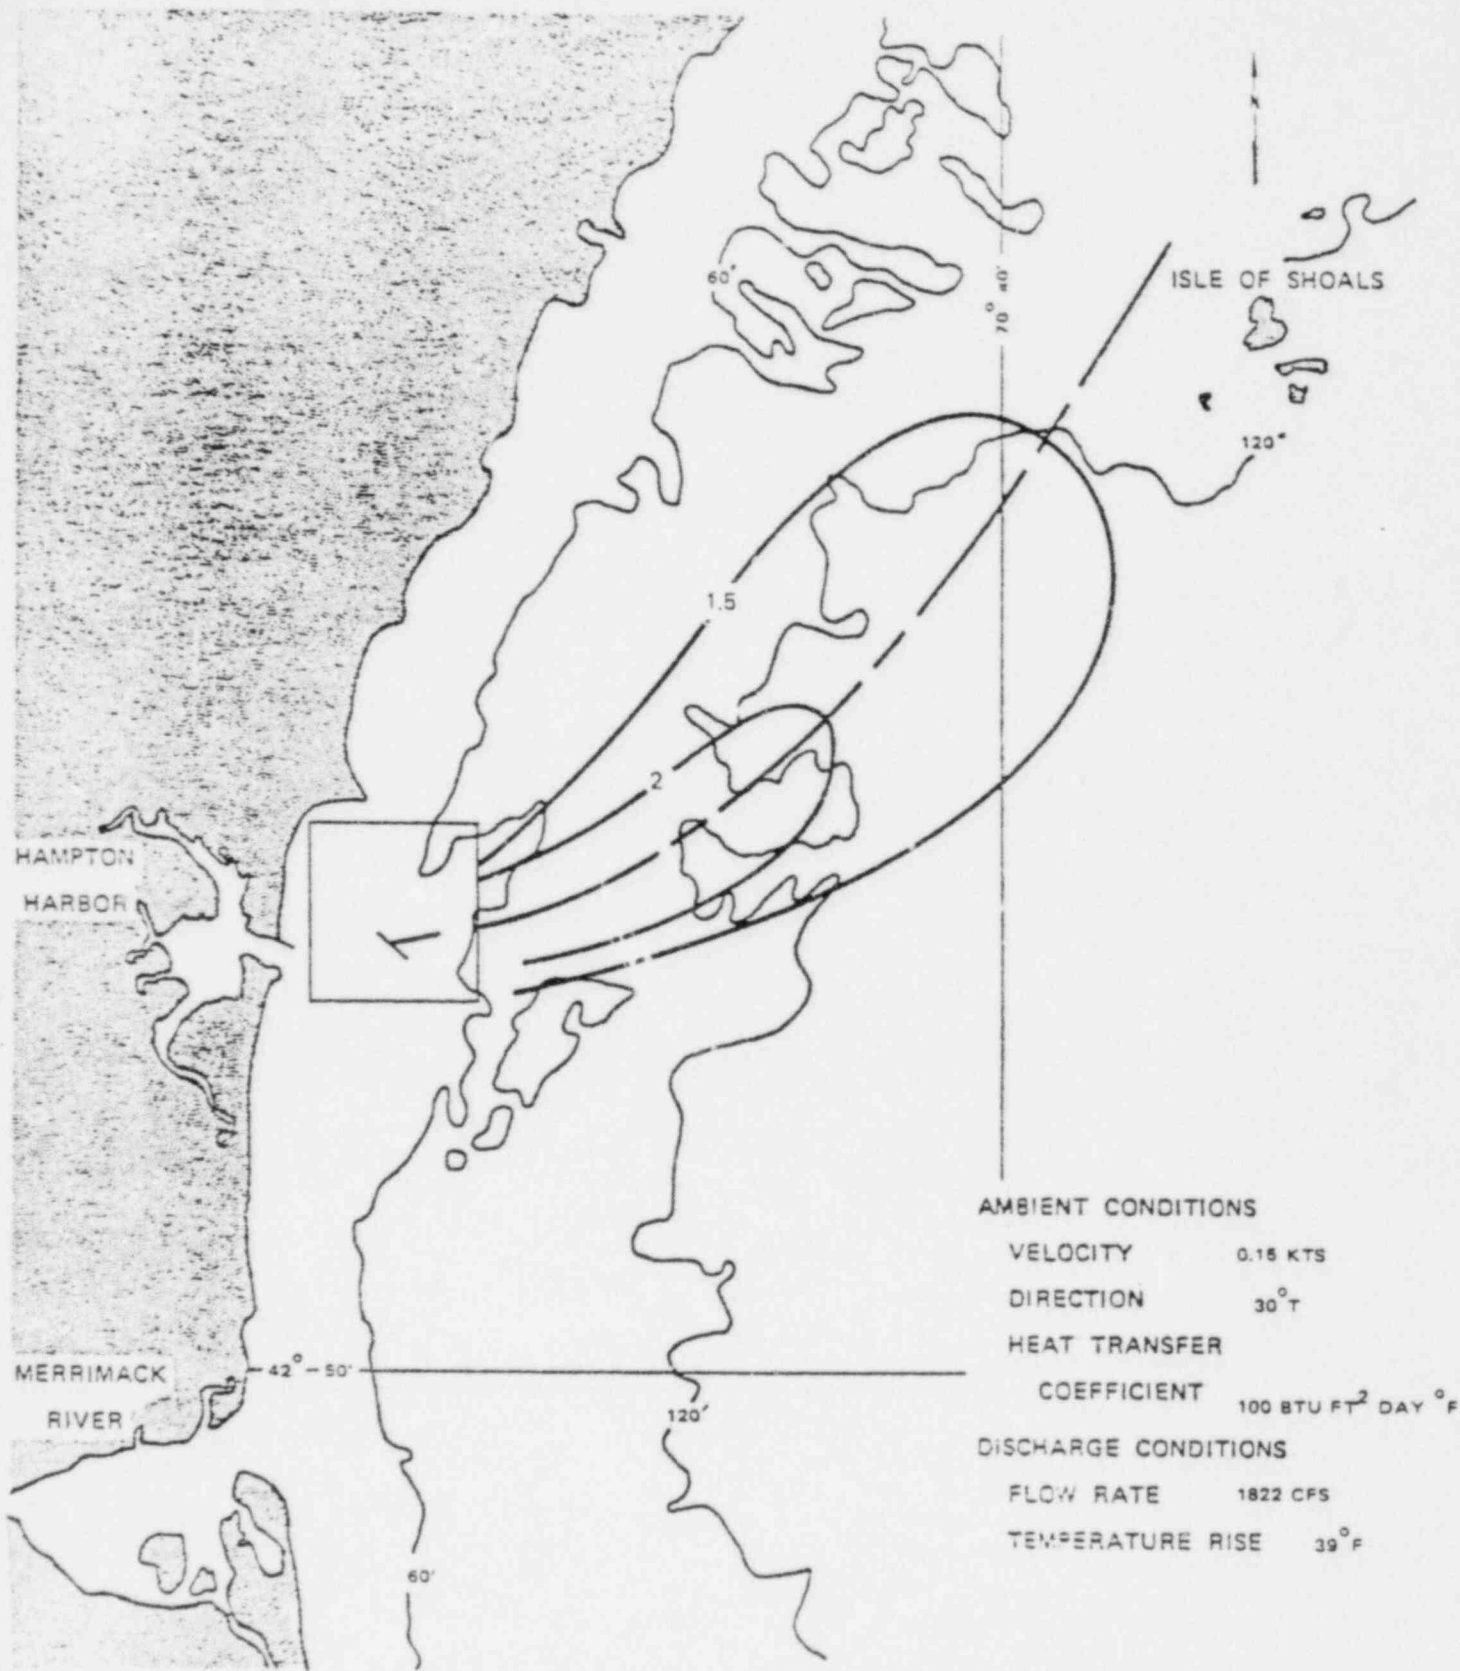 N
ISLE OF SHOALS
60'
70° 40'
120'
1.5
2
HAMPTON
HARBOR
AMBIENT CONDITIONS
VELOCITY 0.15 KTS
DIRECTION 30°T
HEAT TRANSFER
COEFFICIENT 100 BTU FT² DAY °F
DISCHARGE CONDITIONS
FLOW RATE 1822 CFS
TEMPERATURE RISE 39°F
MERRIMACK
RIVER
42° - 50'
120'
60'